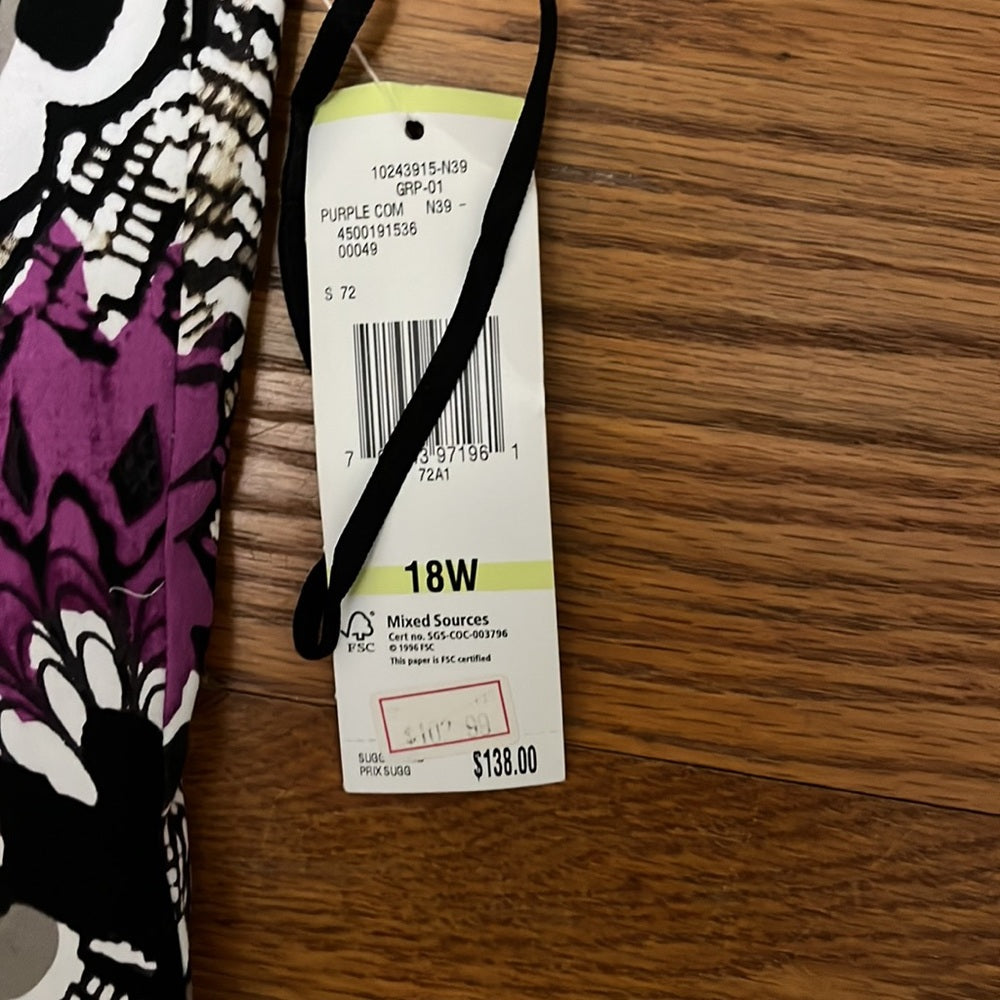 10243915-N39
GRP-01
PURPLE COM N39 -
4500191536
00049
S 72
7 3 97196 1
72A1
18W
FSC
Mixed Sources
Cert no. SGS-COC-003796
© 1996 FSC
This paper is FSC certified
PRIX SUGG
$138.00